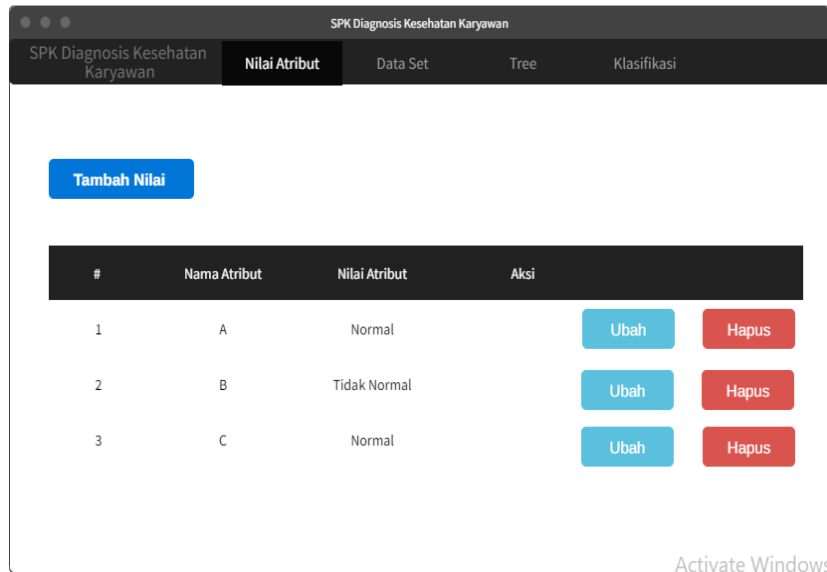 SPK Diagnosis Kesehatan Karyawan
SPK Diagnosis Kesehatan
Karyawan
Nilai Atribut
Data Set
Tree
Klasifikasi
Tambah Nilai
# Nama Atribut Nilai Atribut Aksi
1 A Normal Ubah Hapus
2 B Tidak Normal Ubah Hapus
3 C Normal Ubah Hapus
Activate Windows